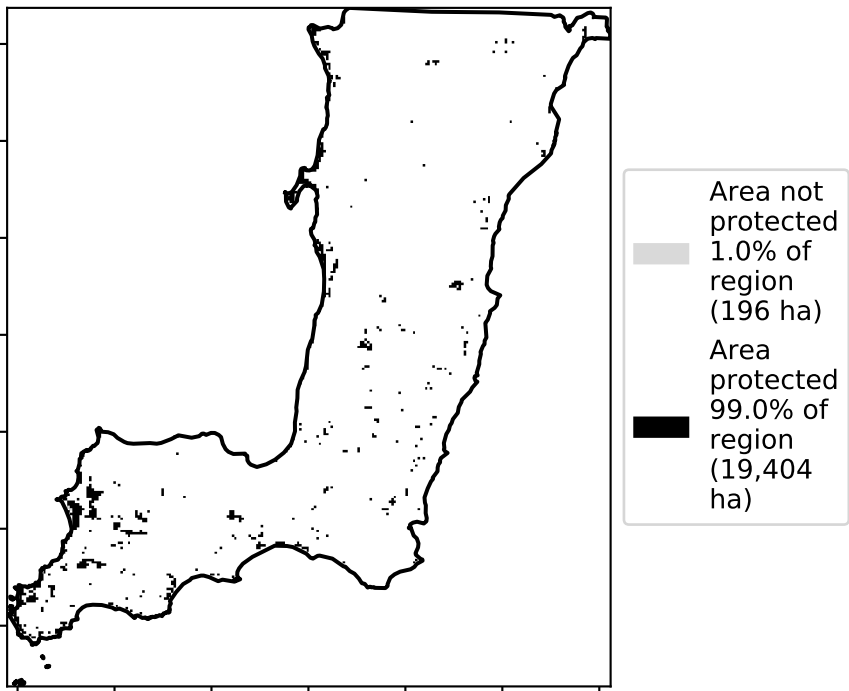 Area not
protected
1.0% of
region
(196 ha)
Area
protected
99.0% of
region
(19,404
ha)